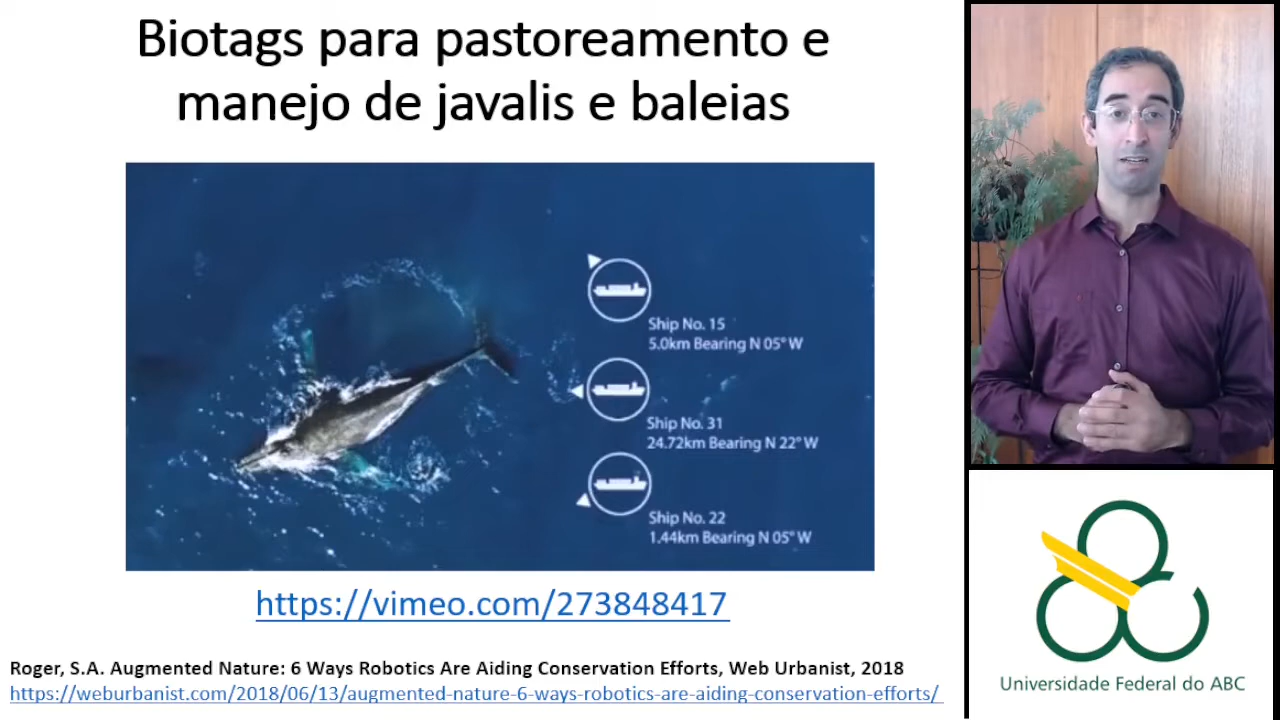 Biotags para pastoreamento e
manejo de javalis e baleias
Ship No. 15
5.0km Bearing N 05° W
Ship No. 31
24.72km Bearing N 22° W
Ship No. 22
1.44km Bearing N 05° W
https://vimeo.com/273848417
Roger, S.A. Augmented Nature: 6 Ways Robotics Are Aiding Conservation Efforts, Web Urbanist, 2018
https://weburbanist.com/2018/06/13/augmented-nature-6-ways-robotics-are-aiding-conservation-efforts/
Universidade Federal do ABC